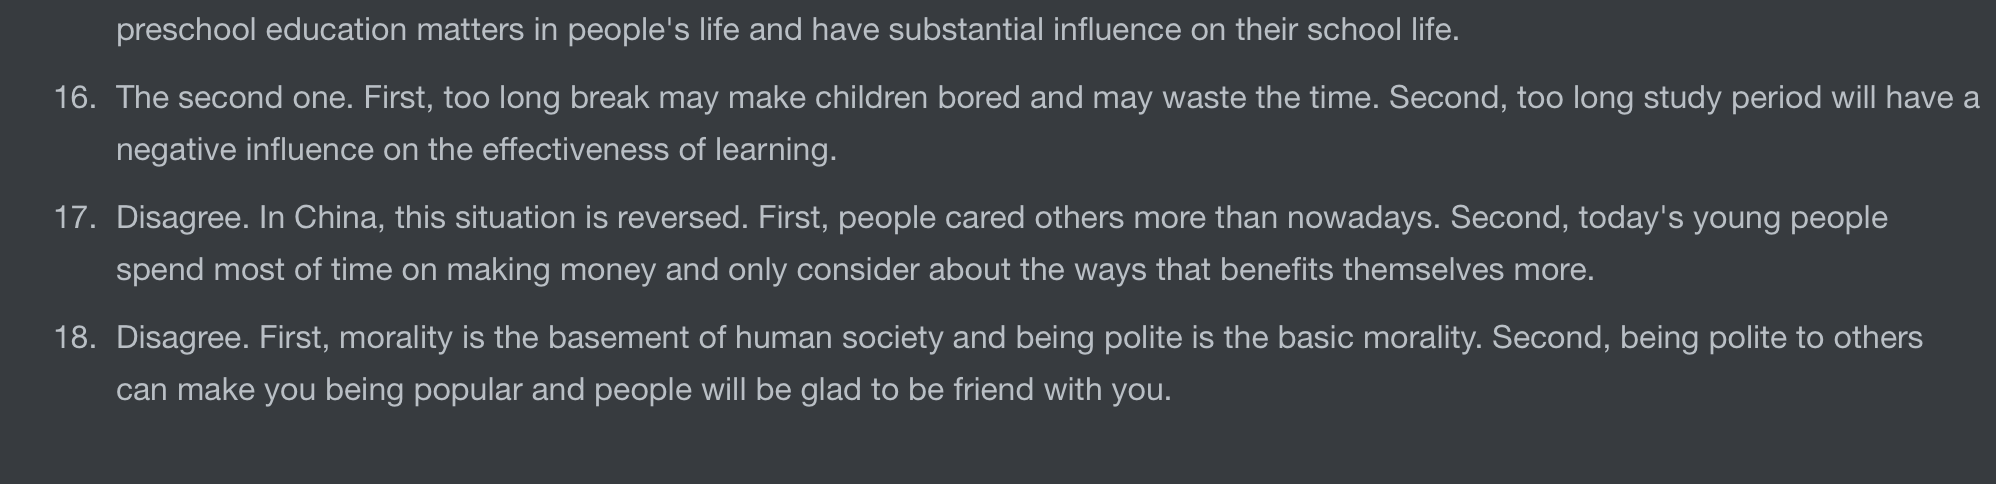 preschool education matters in people's life and have substantial influence on their school life.
16. The second one. First, too long break may make children bored and may waste the time. Second, too long study period will have a
negative influence on the effectiveness of learning.
17. Disagree. In China, this situation is reversed. First, people cared others more than nowadays. Second, today's young people
spend most of time on making money and only consider about the ways that benefits themselves more.
18. Disagree. First, morality is the basement of human society and being polite is the basic morality. Second, being polite to others
can make you being popular and people will be glad to be friend with you.